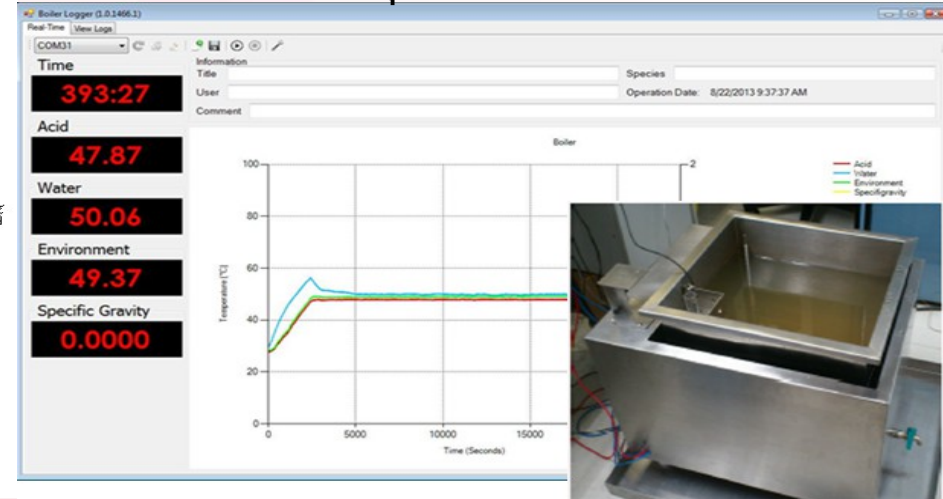 Boiler Logger (1.0.1466.1)
Real-Time View Logs
COM31
Time
393:27
Acid
47.87
Water
50.06
Environment
49.37
Specific Gravity
0.0000
Information
Title
Species
User
Operation Date: 8/22/2013 9:37:37 AM
Comment
Boiler
100
80
60
40
20
0
Temperature (℃)
2
0
5000
10000
15000
Time (Seconds)
Acid
Water
Environment
Specificgravity